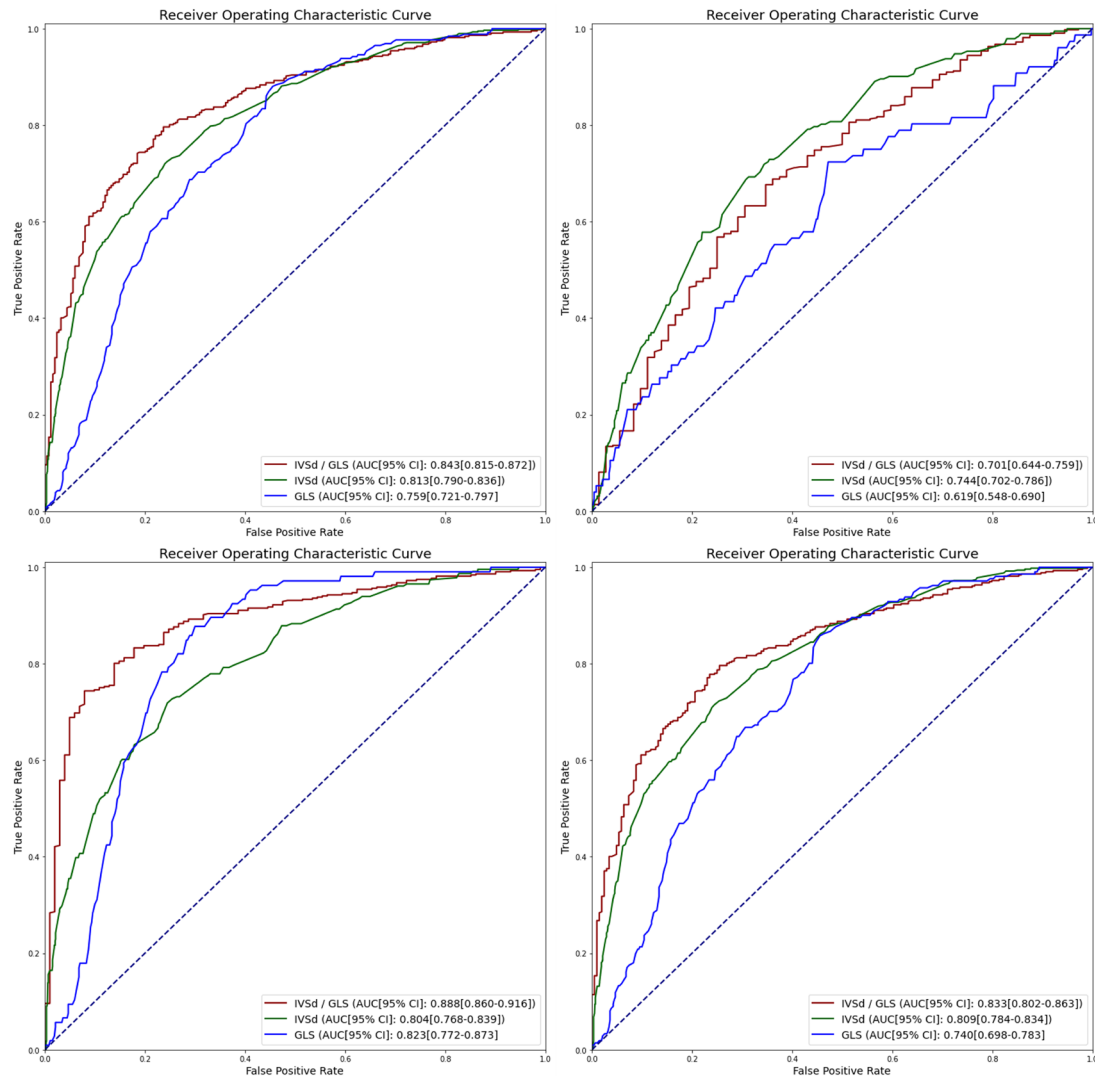 Receiver Operating Characteristic Curve
True Positive Rate
1.0
0.8
0.6
0.4
0.2
0.0
IVSd / GLS (AUC[95% CI]: 0.843[0.815-0.872])
IVSd (AUC[95% CI]: 0.813[0.790-0.836])
GLS (AUC[95% CI]: 0.759[0.721-0.797]
0.0 0.2 0.4 0.6 0.8 1.0
False Positive Rate
Receiver Operating Characteristic Curve
True Positive Rate
1.0
0.8
0.6
0.4
0.2
0.0
IVSd / GLS (AUC[95% CI]: 0.701[0.644-0.759])
IVSd (AUC[95% CI]: 0.744[0.702-0.786])
GLS (AUC[95% CI]: 0.619[0.548-0.690]
0.0 0.2 0.4 0.6 0.8 1.0
False Positive Rate
Receiver Operating Characteristic Curve
True Positive Rate
1.0
0.8
0.6
0.4
0.2
0.0
IVSd / GLS (AUC[95% CI]: 0.888[0.860-0.916])
IVSd (AUC[95% CI]: 0.804[0.768-0.839])
GLS (AUC[95% CI]: 0.823[0.772-0.873]
0.0 0.2 0.4 0.6 0.8 1.0
False Positive Rate
Receiver Operating Characteristic Curve
True Positive Rate
1.0
0.8
0.6
0.4
0.2
0.0
IVSd / GLS (AUC[95% CI]: 0.833[0.802-0.863])
IVSd (AUC[95% CI]: 0.809[0.784-0.834])
GLS (AUC[95% CI]: 0.740[0.698-0.783]
0.0 0.2 0.4 0.6 0.8 1.0
False Positive Rate